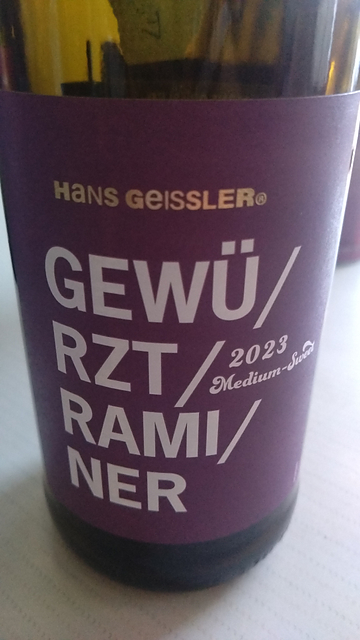 HaNS GeISSLER®
GEWÜ/
RZT/
RAMI/
NER
2023
Medium-Sweet